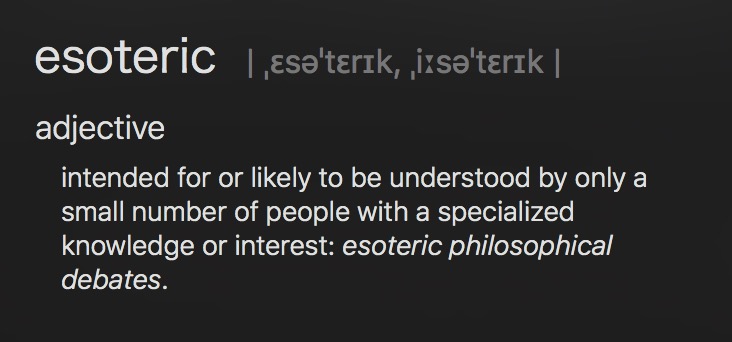 esoteric | ˌɛsəˈtɛrɪk, ˌiːsəˈtɛrɪk |
adjective
intended for or likely to be understood by only a
small number of people with a specialized
knowledge or interest: esoteric philosophical
debates.